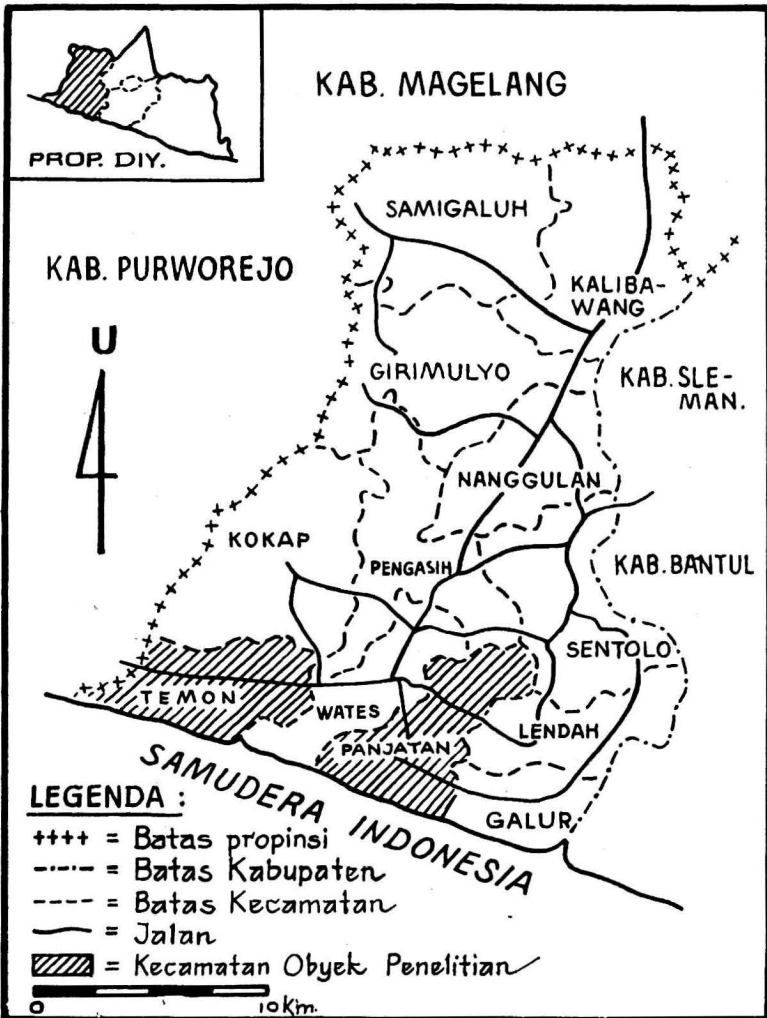 PROP. DIY.
KAB. MAGELANG
KAB. PURWOREJO
SAMIGALUH
KALIBA-
WANG
U
GIRIMULYO
KAB. SLE-
MAN.
NANGGULAN
KOKAP
PENGASIH
KAB. BANTUL
SENTOLO
TEMON
WATES
LENDAH
PANJATAN
GALUR
SAMUDERA INDONESIA
LEGENDA :
++++ = Batas propinsi
-·-·- = Batas Kabupaten
---- = Batas Kecamatan
— = Jalan
= Kecamatan Obyek Penelitian
0 10 Km.